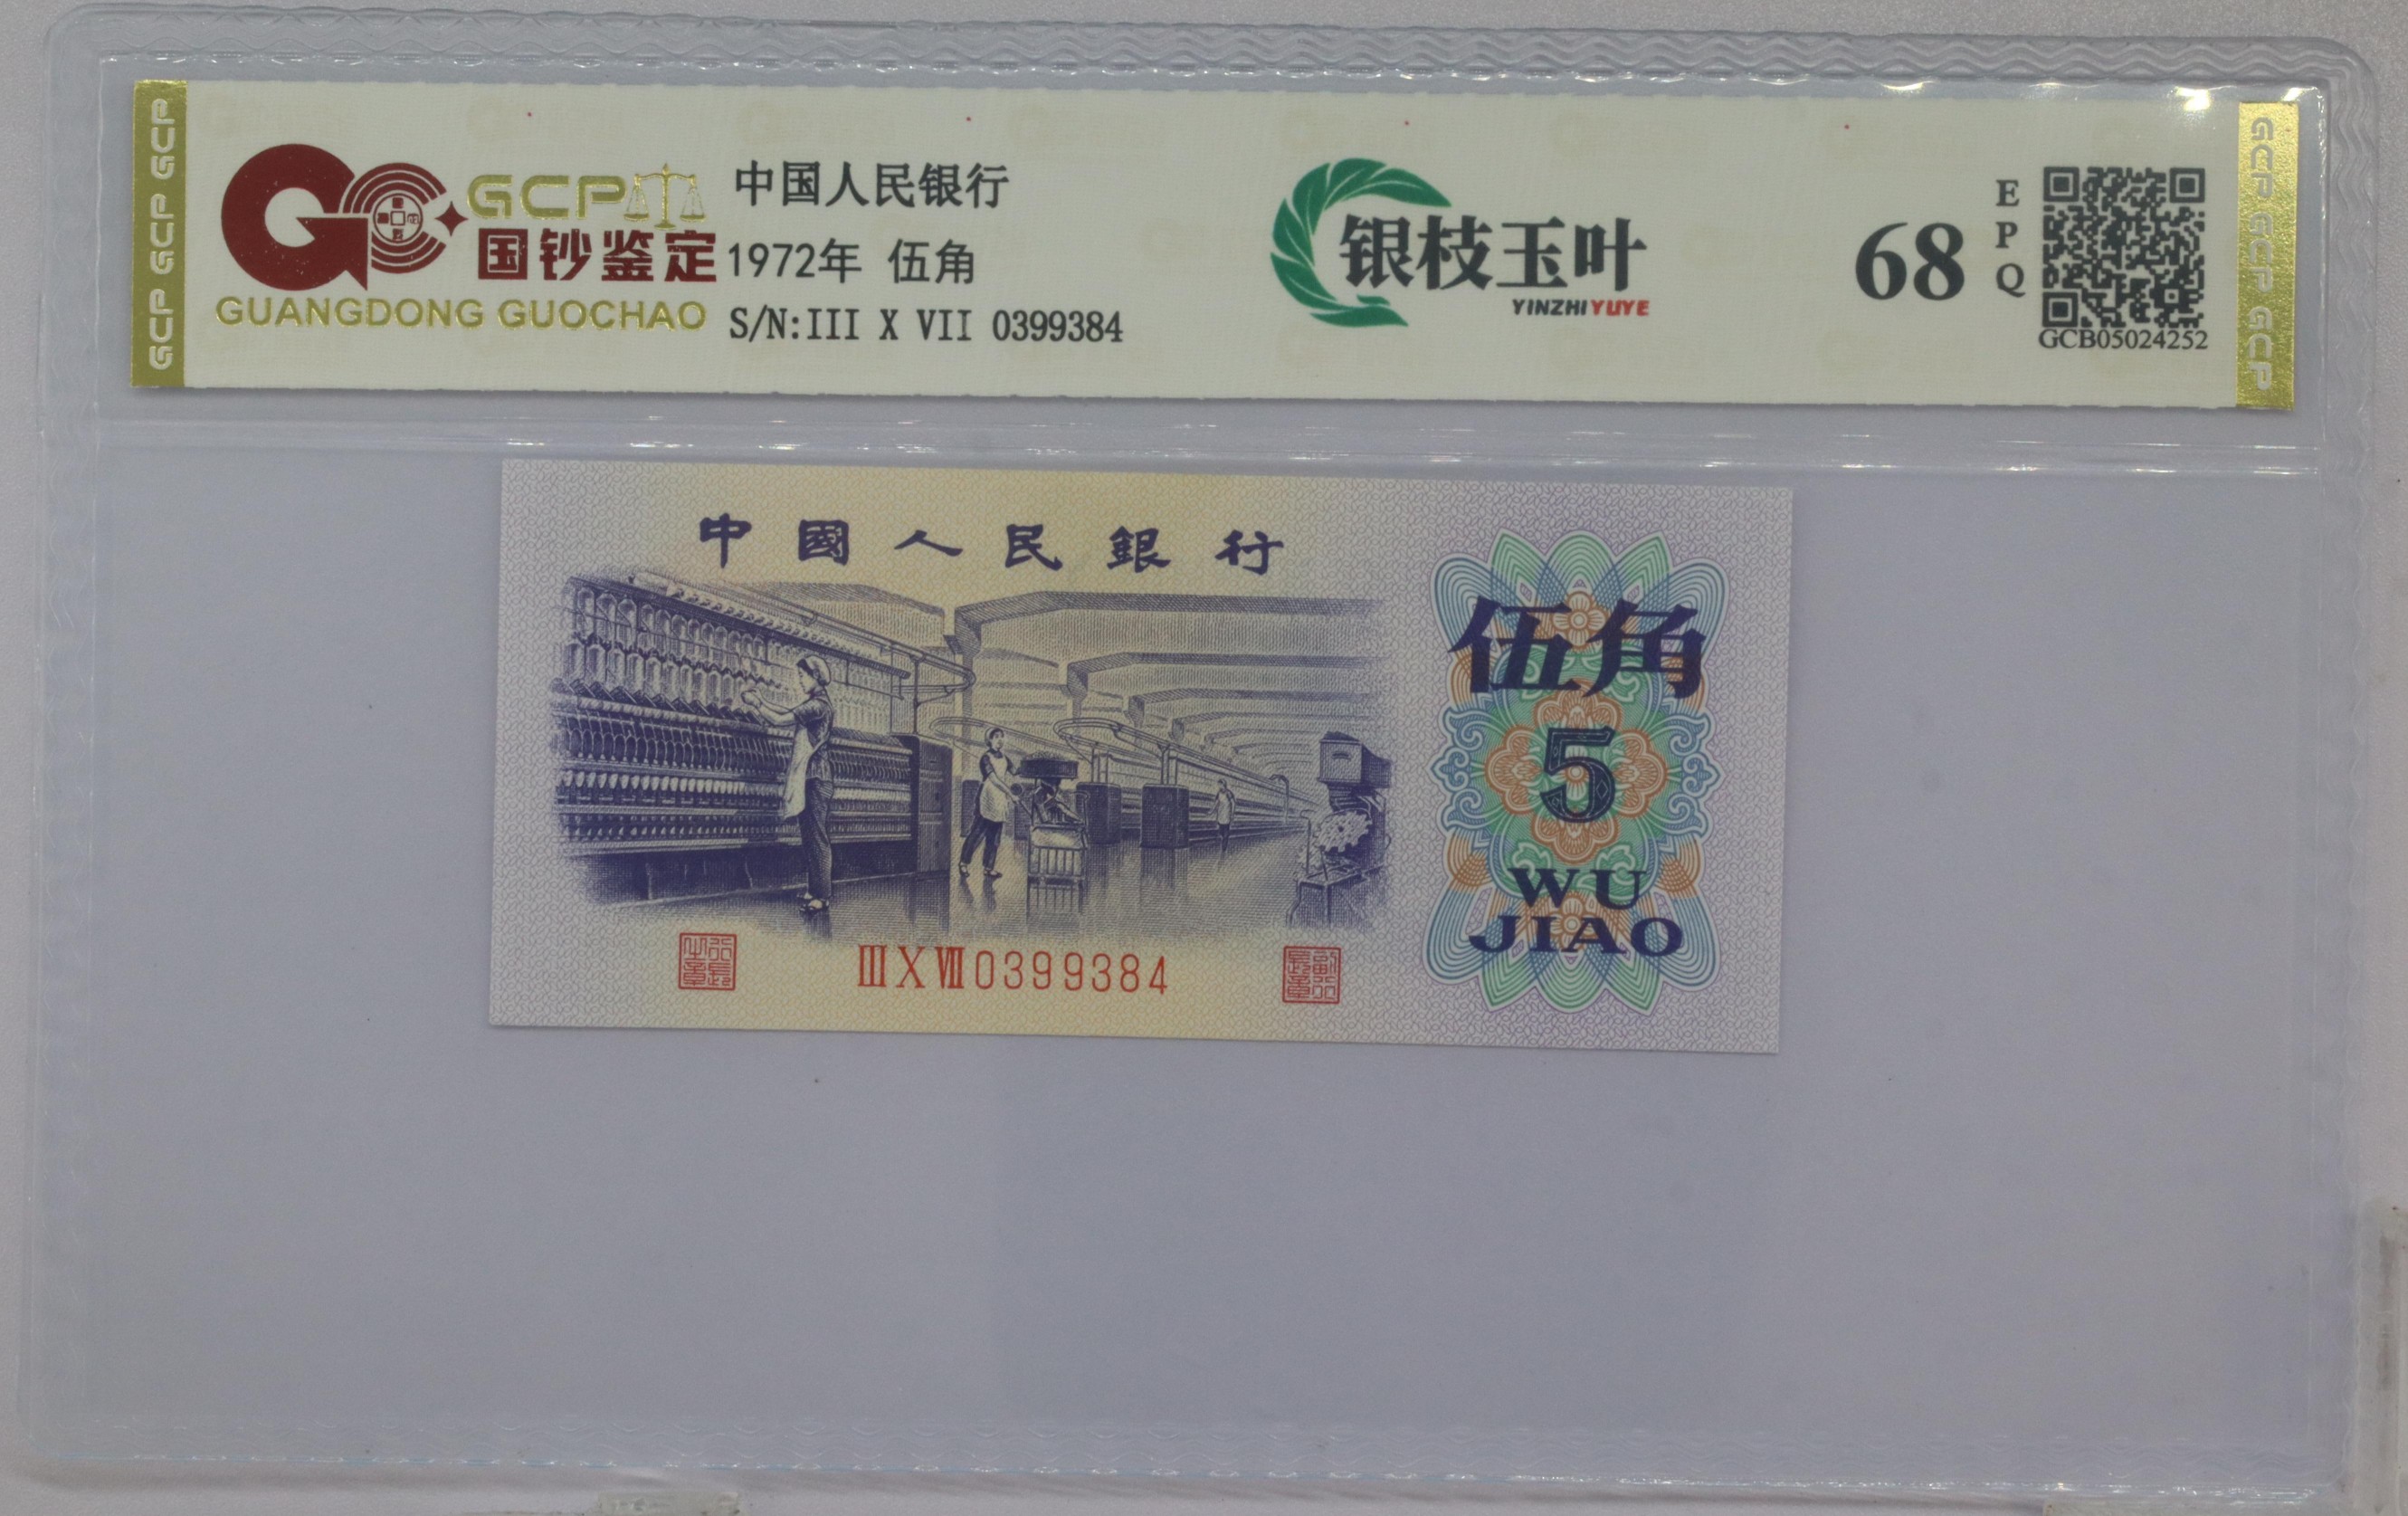 GCP GCP GCP
GCP
国钞鉴定
GUANGDONG GUOCHAO
中国人民银行
1972年 伍角
S/N:III X VII 0399384
银枝玉叶
YINZHIYUYE
68
EPQ
GCB05024252
GCP GCP GCP
中國人民銀行
伍角
5
WU
JIAO
ⅢⅩⅦ0399384